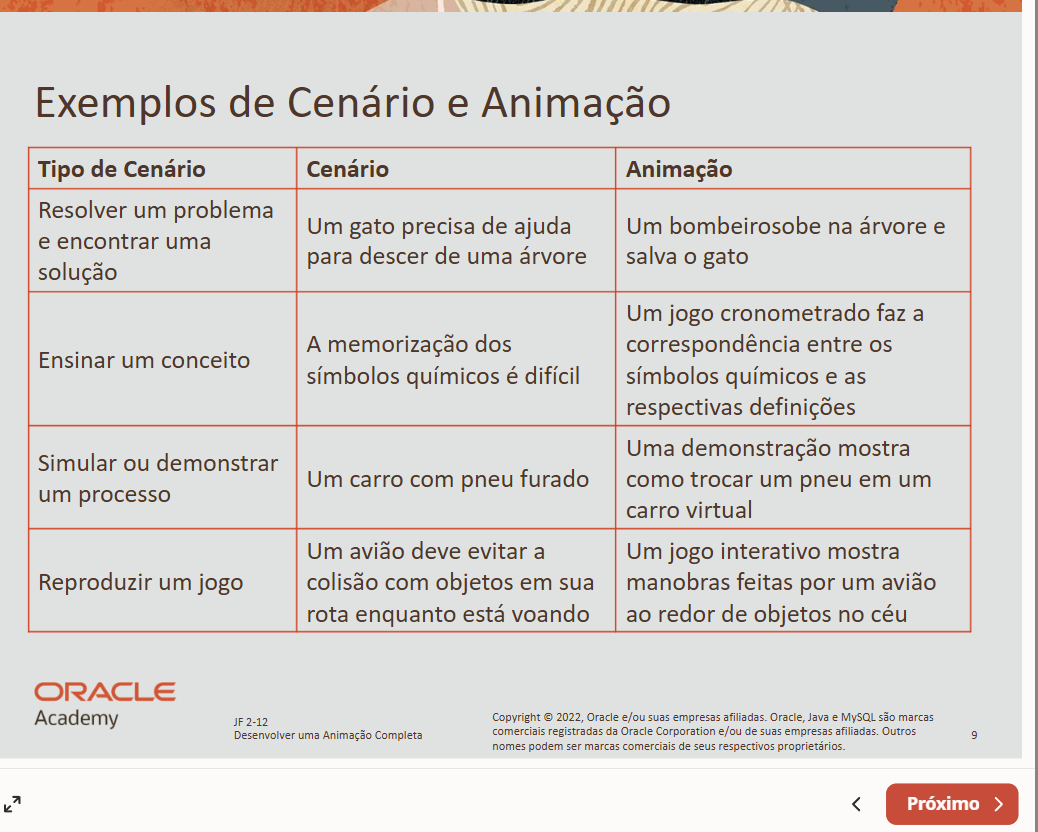 Exemplos de Cenário e Animação
Tipo de Cenário
Cenário
Animação
Resolver um problema
e encontrar uma
solução
Um gato precisa de ajuda
para descer de uma árvore
Um bombeirosobe na árvore e
salva o gato
Ensinar um conceito
A memorização dos
símbolos químicos é difícil
Um jogo cronometrado faz a
correspondência entre os
símbolos químicos e as
respectivas definições
Simular ou demonstrar
um processo
Um carro com pneu furado
Uma demonstração mostra
como trocar um pneu em um
carro virtual
Reproduzir um jogo
Um avião deve evitar a
colisão com objetos em sua
rota enquanto está voando
Um jogo interativo mostra
manobras feitas por um avião
ao redor de objetos no céu
ORACLE
Academy
JF 2-12
Desenvolver uma Animação Completa
Copyright © 2022, Oracle e/ou suas empresas afiliadas. Oracle, Java e MySQL são marcas
comerciais registradas da Oracle Corporation e/ou de suas empresas afiliadas. Outros
nomes podem ser marcas comerciais de seus respectivos proprietários.
9
Próximo